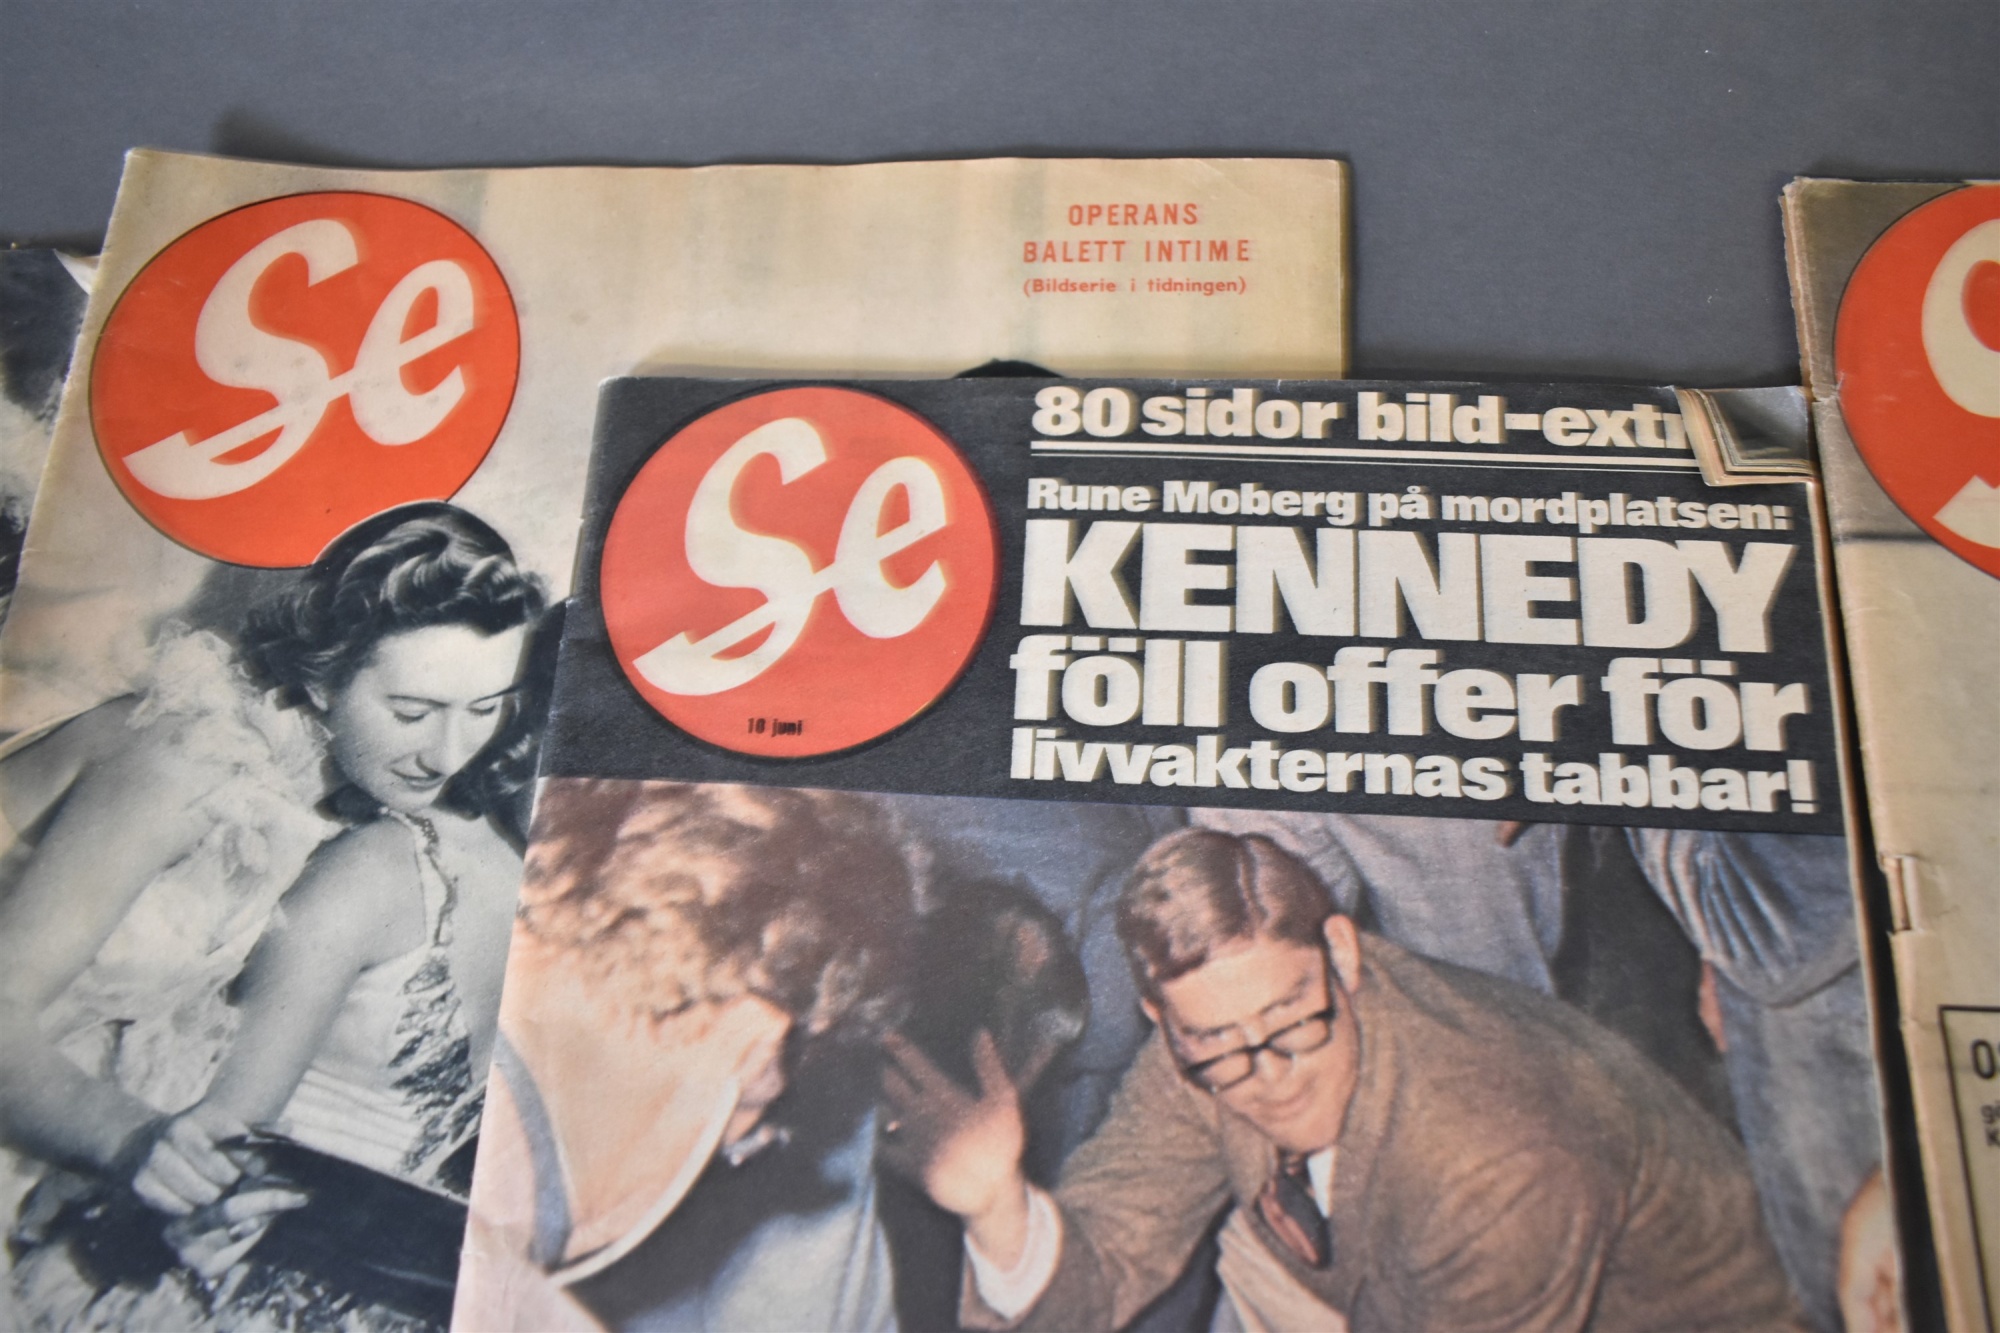 Se
OPERANS
BALETT INTIME
(Bildserie i tidningen)
Se
10 juni
80 sidor bild-extr
Rune Moberg på mordplatsen:
KENNEDY
föll offer för
livvakternas tabbar!
S